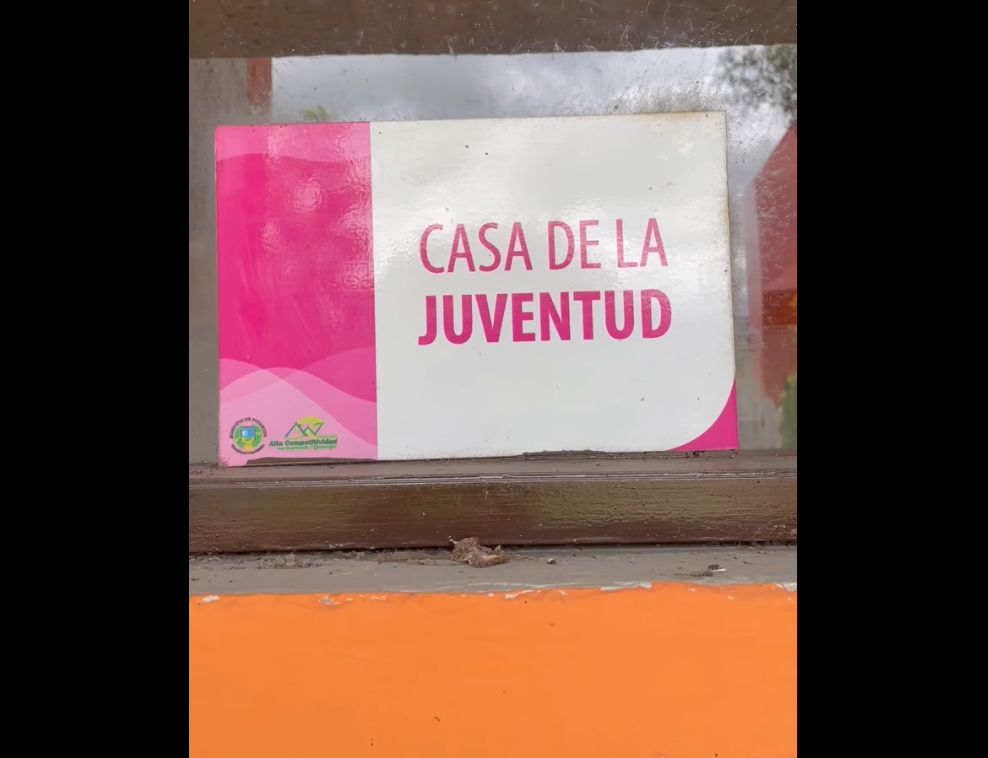 CASA DE LA
JUVENTUD
Alta Competitividad